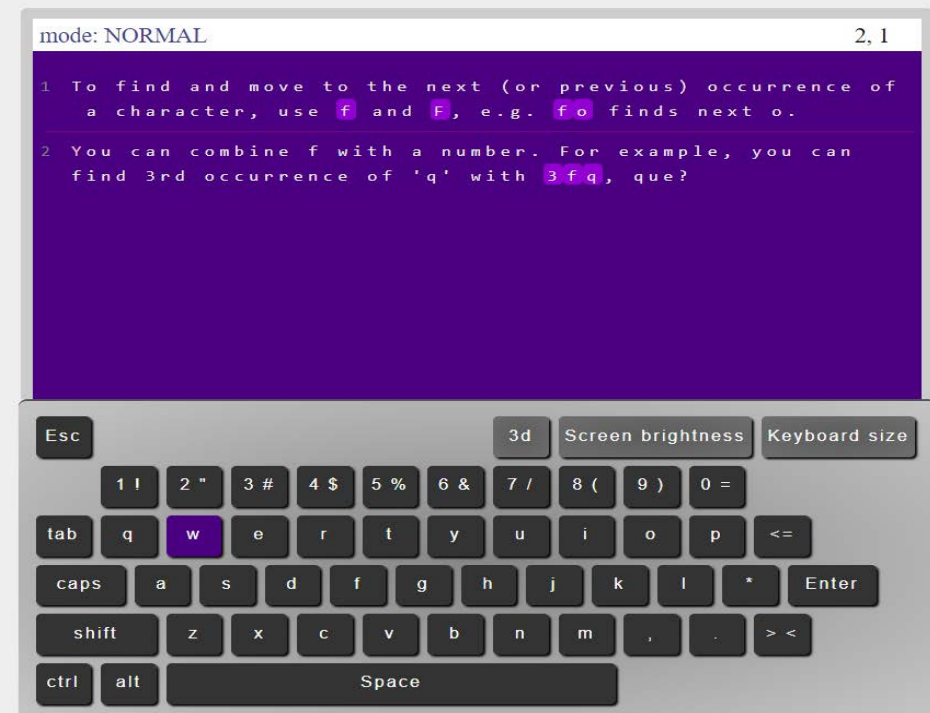 mode: NORMAL 2, 1
1 To find and move to the next (or previous) occurrence of
a character, use f and F, e.g. fo finds next o.
2 You can combine f with a number. For example, you can
find 3rd occurrence of 'q' with 3fq, que?
Esc 3d Screen brightness Keyboard size
1 ! 2 " 3 # 4 $ 5 % 6 & 7 / 8 ( 9 ) 0 =
tab q w e r t y u i o p <=
caps a s d f g h j k l * Enter
shift z x c v b n m , . > <
ctrl alt Space